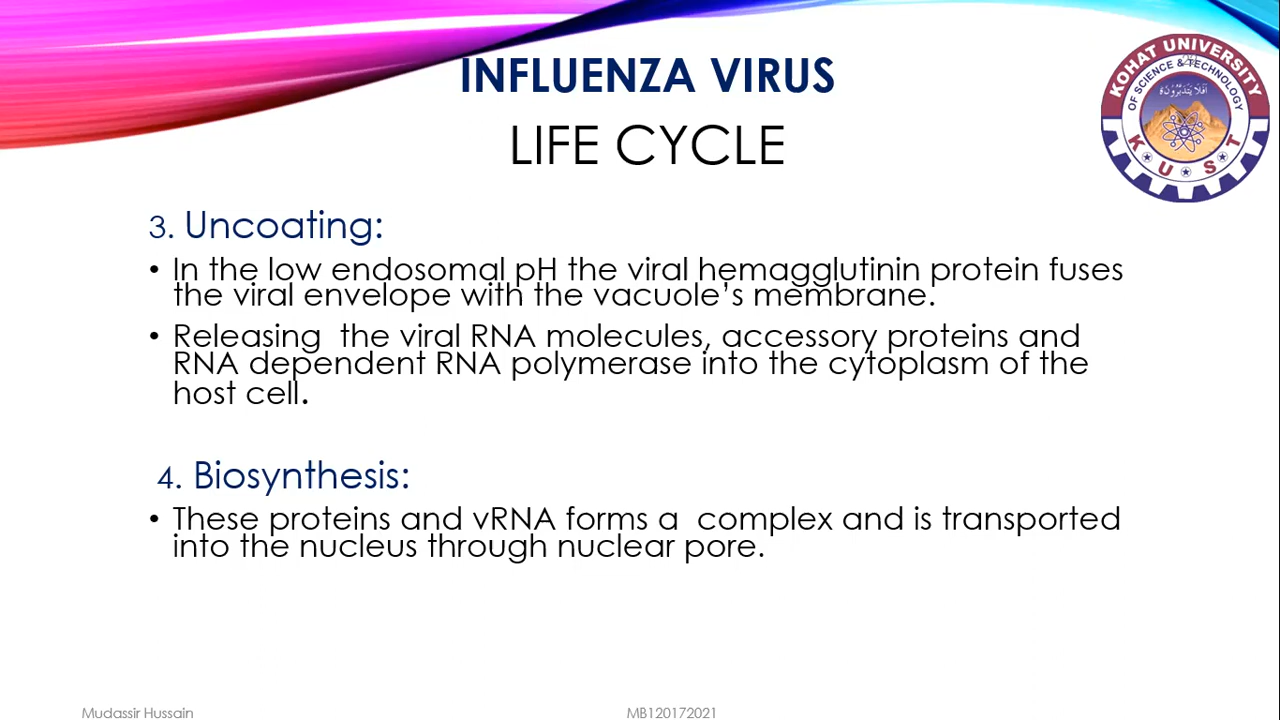 INFLUENZA VIRUS
LIFE CYCLE
KOHAT UNIVERSITY
OF SCIENCE & TECHNOLOGY
K U S T
3. Uncoating:
• In the low endosomal pH the viral hemagglutinin protein fuses
the viral envelope with the vacuole’s membrane.
• Releasing  the viral RNA molecules, accessory proteins and
RNA dependent RNA polymerase into the cytoplasm of the
host cell.
4. Biosynthesis:
• These proteins and vRNA forms a  complex and is transported
into the nucleus through nuclear pore.
Mudassir Hussain
MB120172021